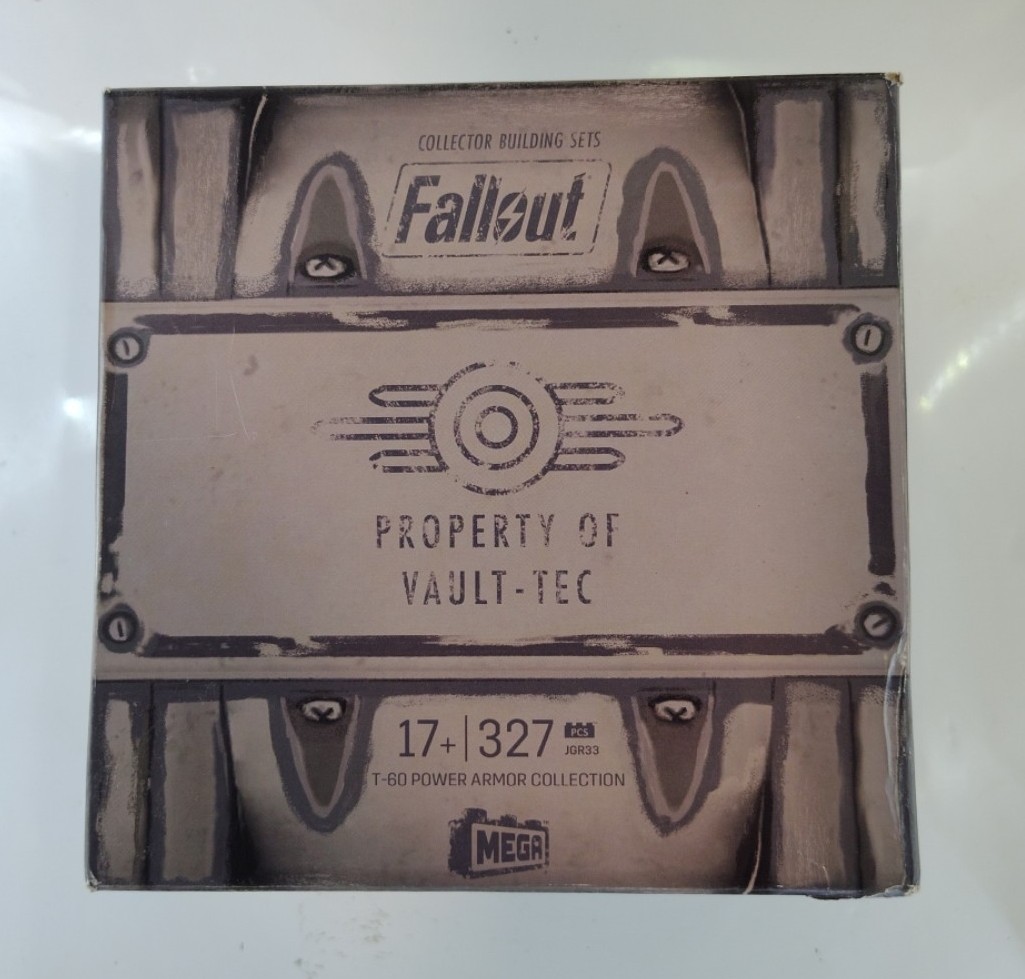 COLLECTOR BUILDING SETS
Fallout
PROPERTY OF
VAULT-TEC
17+ 327 PCS
JGR33
T-60 POWER ARMOR COLLECTION
MEGA